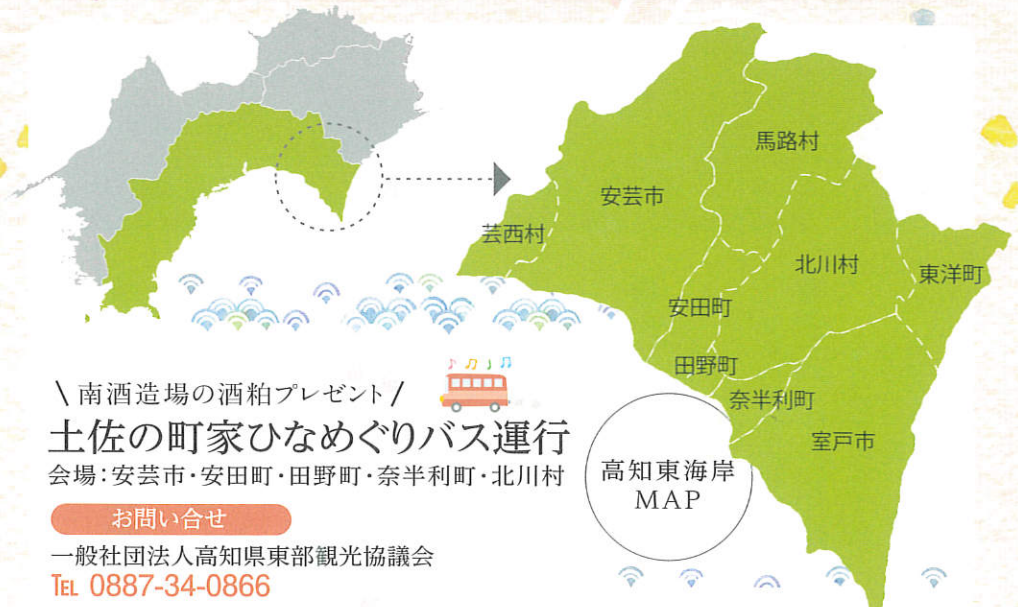 馬路村
安芸市
芸西村
北川村
東洋町
安田町
田野町
奈半利町
室戸市
高知東海岸
MAP
\ 南酒造場の酒粕プレゼント /
土佐の町家ひなめぐりバス運行
会場:安芸市・安田町・田野町・奈半利町・北川村
お問い合せ
一般社団法人高知県東部観光協議会
TEL 0887-34-0866